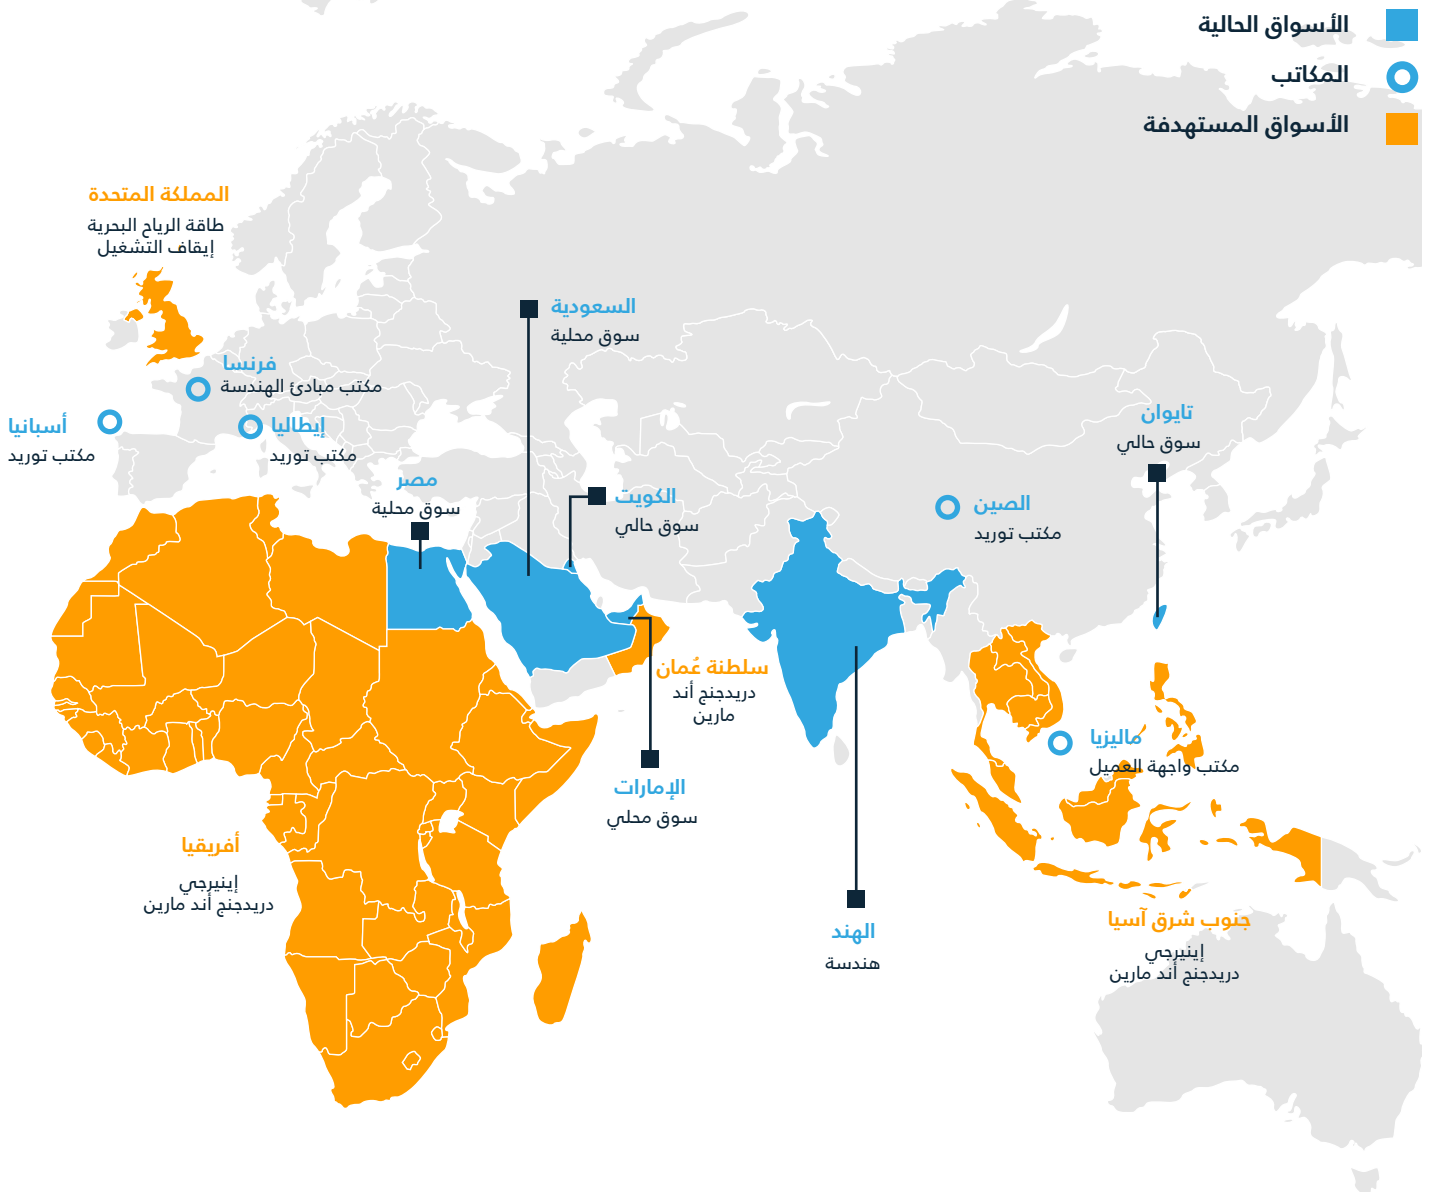 الأسواق الحالية
المكاتب
الأسواق المستهدفة
المملكة المتحدة
طاقة الرياح البحرية
إيقاف التشغيل
السعودية
سوق محلية
فرنسا
مكتب مبادئ الهندسة
أسبانيا
مكتب توريد
إيطاليا
مكتب توريد
تايوان
سوق حالي
مصر
سوق محلية
الكويت
سوق حالي
الصين
مكتب توريد
سلطنة عُمان
دريدجنج أند
مارين
ماليزيا
مكتب واجهة العميل
الإمارات
سوق محلي
أفريقيا
إينيرجي
دريدجنج أند مارين
الهند
هندسة
جنوب شرق آسيا
إينيرجي
دريدجنج أند مارين